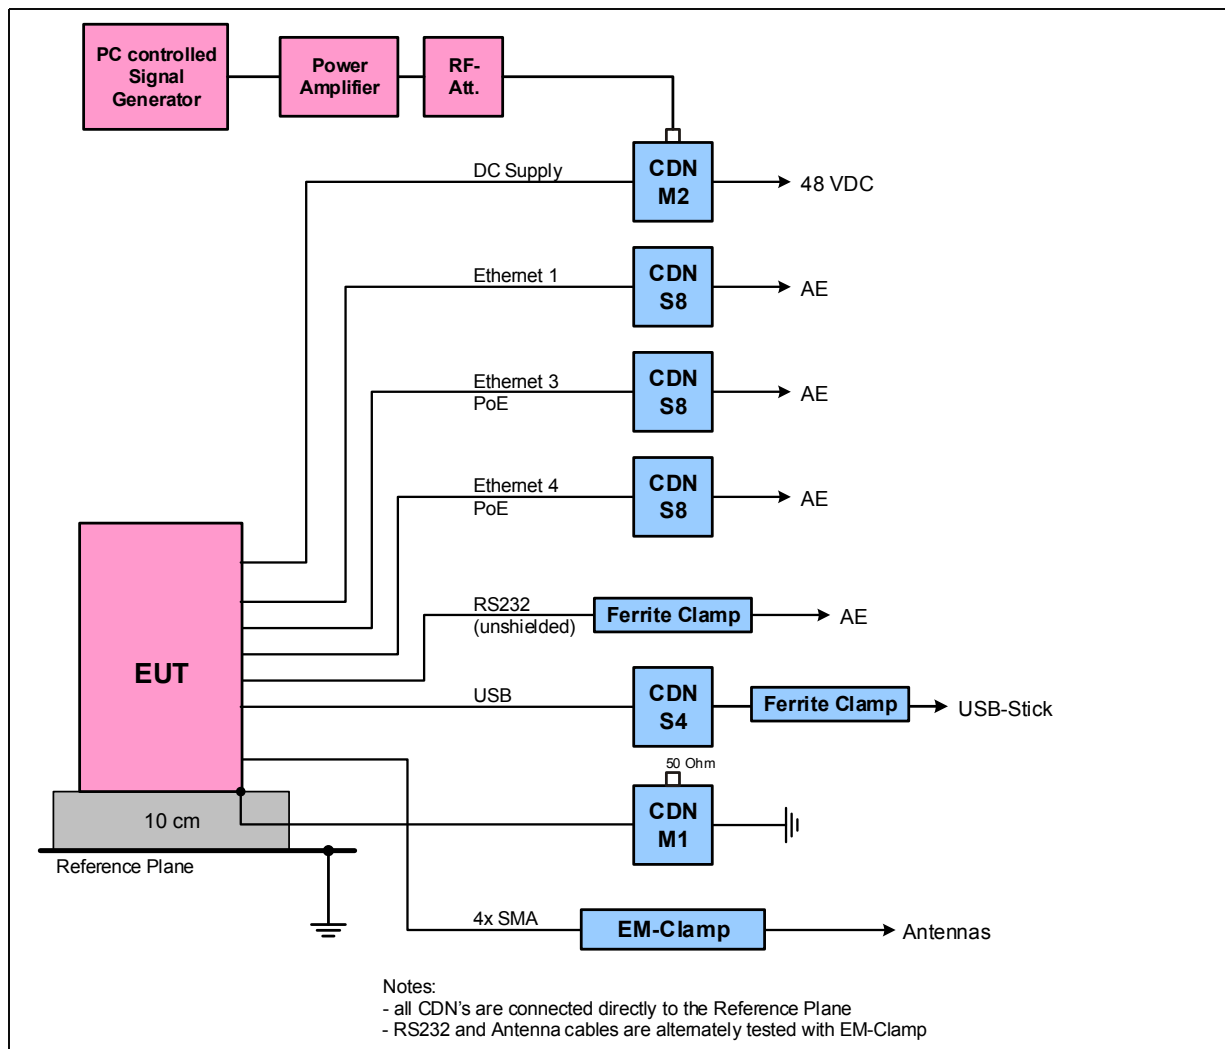 PC controlled
Signal
Generator
Power
Amplifier
RF-
Att.
DC Supply
CDN
M2
48 VDC
Ethernet 1
CDN
S8
AE
Ethernet 3
PoE
CDN
S8
AE
Ethernet 4
PoE
CDN
S8
AE
RS232
(unshielded)
Ferrite Clamp
AE
EUT
USB
CDN
S4
Ferrite Clamp
USB-Stick
50 Ohm
CDN
M1
10 cm
Reference Plane
4x SMA
EM-Clamp
Antennas
Notes:
- all CDN's are connected directly to the Reference Plane
- RS232 and Antenna cables are alternately tested with EM-Clamp